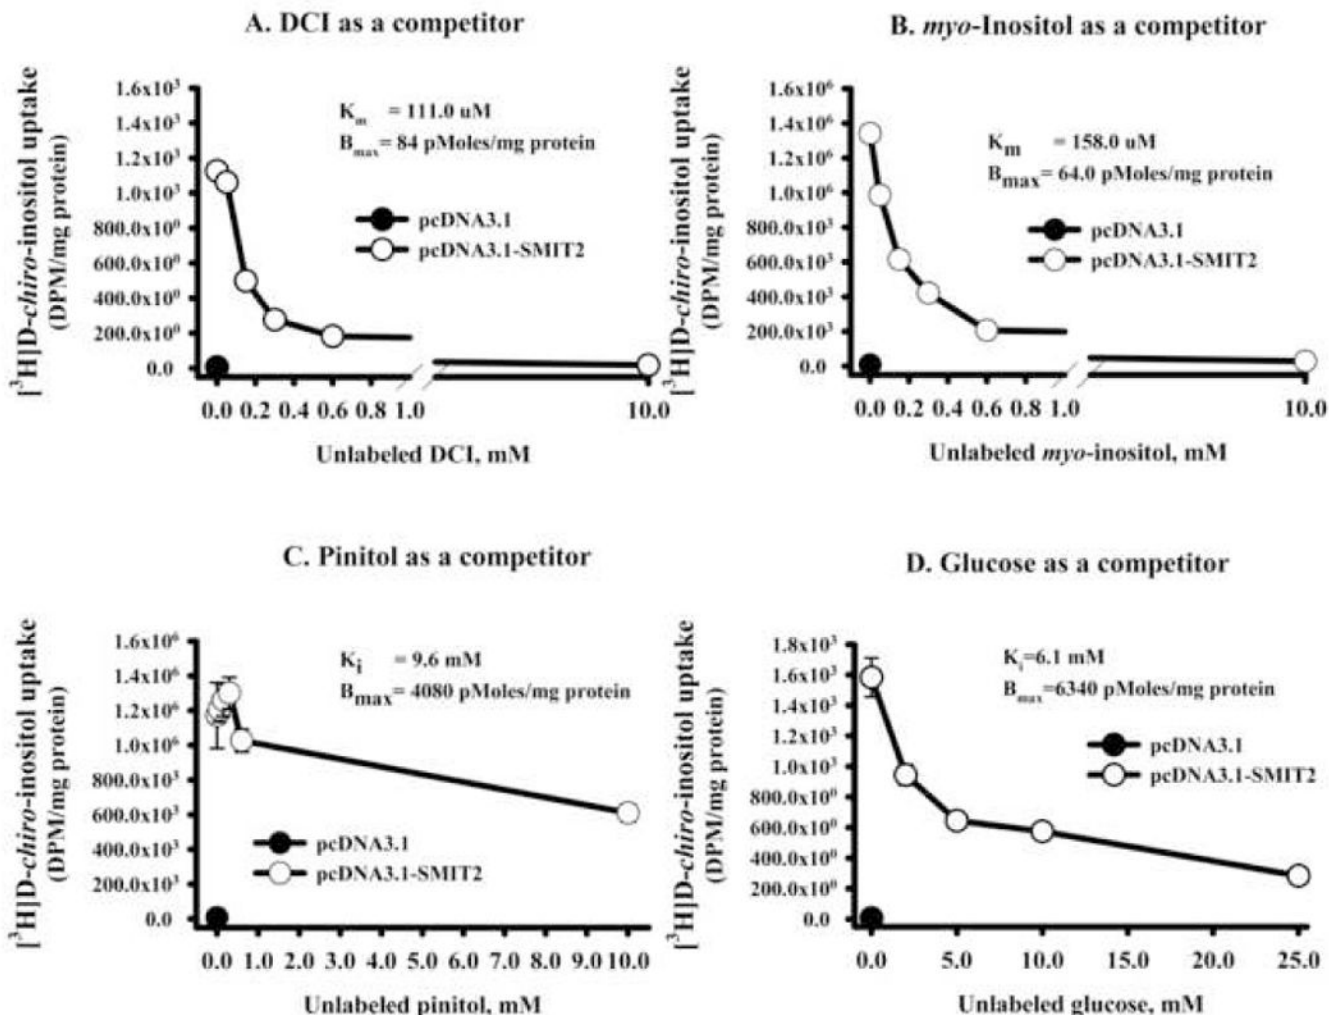 A. DCI as a competitor
[³H]D-chiro-inositol uptake
(DPM/mg protein)
1.6x10³
1.4x10³
1.2x10³
1.0x10³
800.0x10⁰
600.0x10⁰
400.0x10⁰
200.0x10⁰
0.0
Kₘ = 111.0 uM
Bₘₐₓ= 84 pMoles/mg protein
pcDNA3.1
pcDNA3.1-SMIT2
0.0 0.2 0.4 0.6 0.8 1.0 10.0
Unlabeled DCI, mM
B. myo-Inositol as a competitor
[³H]D-chiro-inositol uptake
(DPM/mg protein)
1.6x10⁶
1.4x10⁶
1.2x10⁶
1.0x10⁶
800.0x10³
600.0x10³
400.0x10³
200.0x10³
0.0
Kₘ = 158.0 uM
Bₘₐₓ= 64.0 pMoles/mg protein
pcDNA3.1
pcDNA3.1-SMIT2
0.0 0.2 0.4 0.6 0.8 1.0 10.0
Unlabeled myo-inositol, mM
C. Pinitol as a competitor
[³H]D-chiro-inositol uptake
(DPM/mg protein)
1.6x10⁶
1.4x10⁶
1.2x10⁶
1.0x10⁶
800.0x10³
600.0x10³
400.0x10³
200.0x10³
0.0
Kᵢ = 9.6 mM
Bₘₐₓ= 4080 pMoles/mg protein
pcDNA3.1
pcDNA3.1-SMIT2
0.0 1.0 2.0 3.0 4.0 5.0 6.0 7.0 8.0 9.0 10.0
Unlabeled pinitol, mM
D. Glucose as a competitor
[³H]D-chiro-inositol uptake
(DPM/mg protein)
1.8x10³
1.6x10³
1.4x10³
1.2x10³
1.0x10³
800.0x10⁰
600.0x10⁰
400.0x10⁰
200.0x10⁰
0.0
Kᵢ=6.1 mM
Bₘₐₓ=6340 pMoles/mg protein
pcDNA3.1
pcDNA3.1-SMIT2
0.0 5.0 10.0 15.0 20.0 25.0
Unlabeled glucose, mM